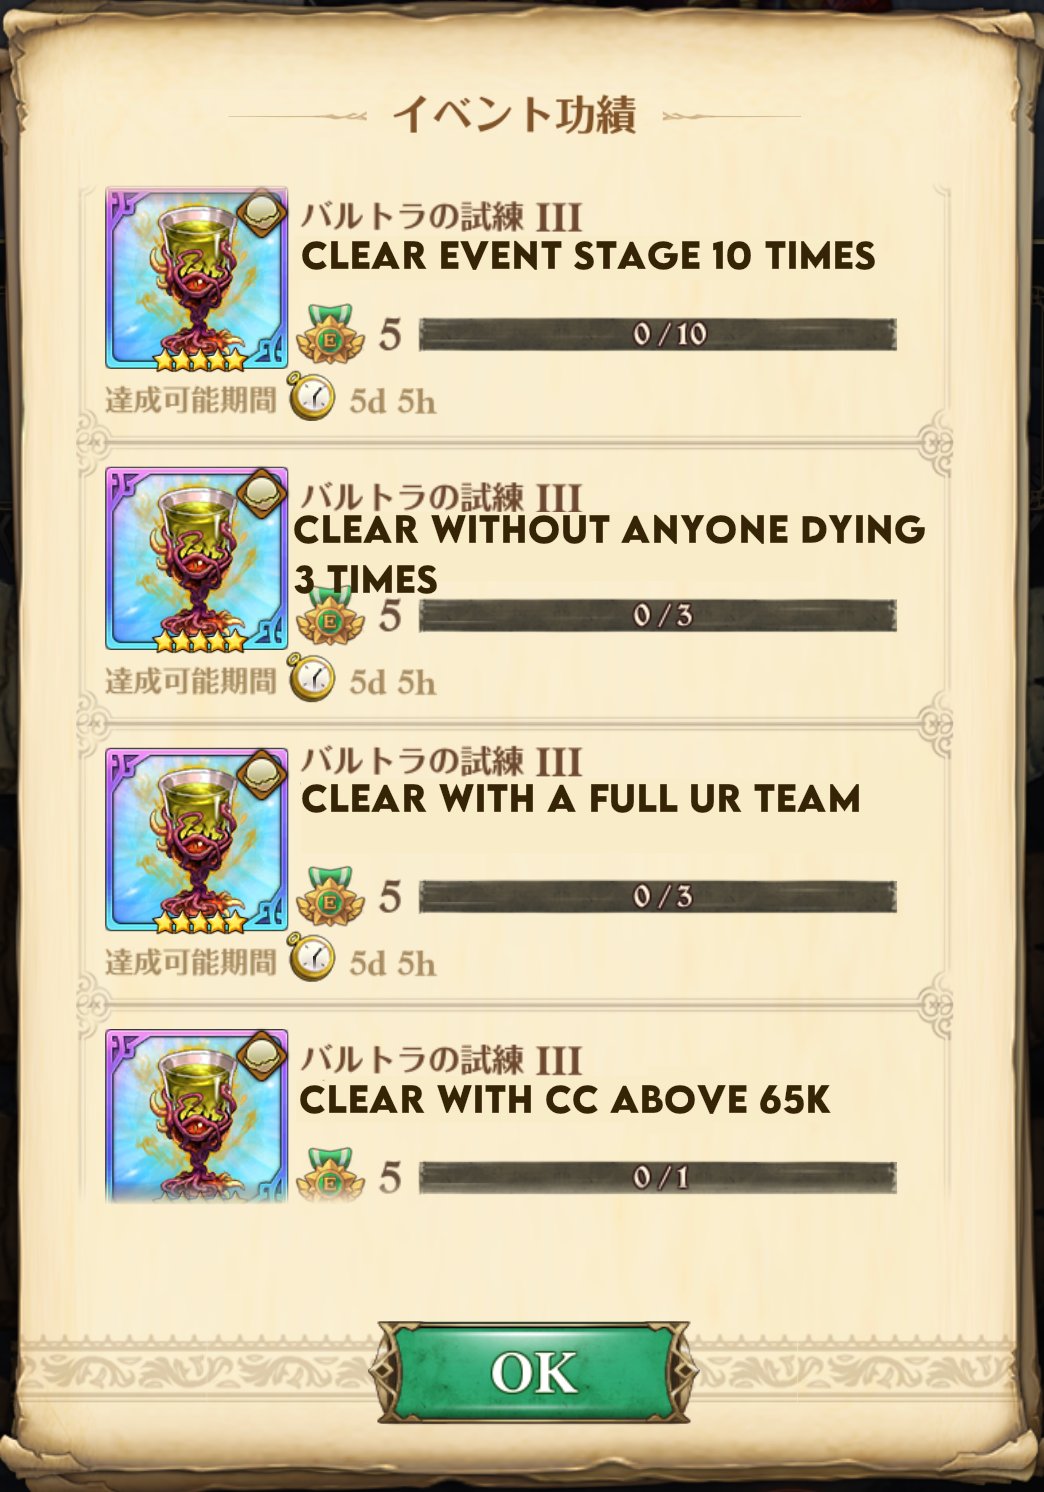 イベント功績
バルトラの試練 III
CLEAR EVENT STAGE 10 TIMES
E 5 0/10
達成可能期間 5d 5h
バルトラの試練 III
CLEAR WITHOUT ANYONE DYING
3 TIMES
E 5 0/3
達成可能期間 5d 5h
バルトラの試練 III
CLEAR WITH A FULL UR TEAM
E 5 0/3
達成可能期間 5d 5h
バルトラの試練 III
CLEAR WITH CC ABOVE 65K
E 5 0/1
OK